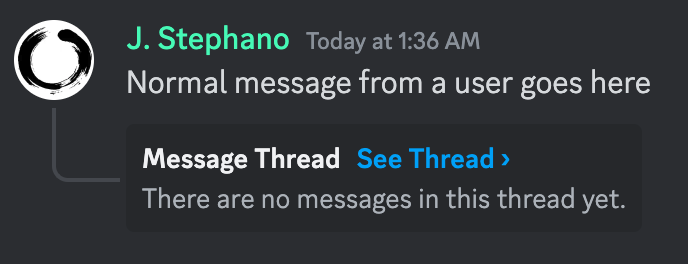 J. Stephano Today at 1:36 AM
Normal message from a user goes here
Message Thread See Thread ›
There are no messages in this thread yet.